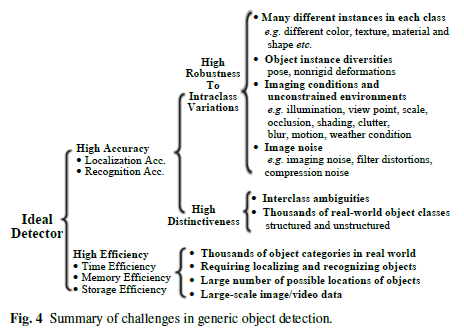 Ideal
Detector
High Accuracy
• Localization Acc.
• Recognition Acc.
High
Robustness
To
Intraclass
Variations
• Many different instances in each class
e.g. different color, texture, material and
shape etc.
• Object instance diversities
pose, nonrigid deformations
• Imaging conditions and
unconstrained environments
e.g. illumination, view point, scale,
occlusion, shading, clutter,
blur, motion, weather condition
• Image noise
e.g. imaging noise, filter distortions,
compression noise
High
Distinctiveness
• Interclass ambiguities
• Thousands of real-world object classes
structured and unstructured
High Efficiency
• Time Efficiency
• Memory Efficiency
• Storage Efficiency
• Thousands of object categories in real world
• Requiring localizing and recognizing objects
• Large number of possible locations of objects
• Large-scale image/video data
Fig. 4 Summary of challenges in generic object detection.